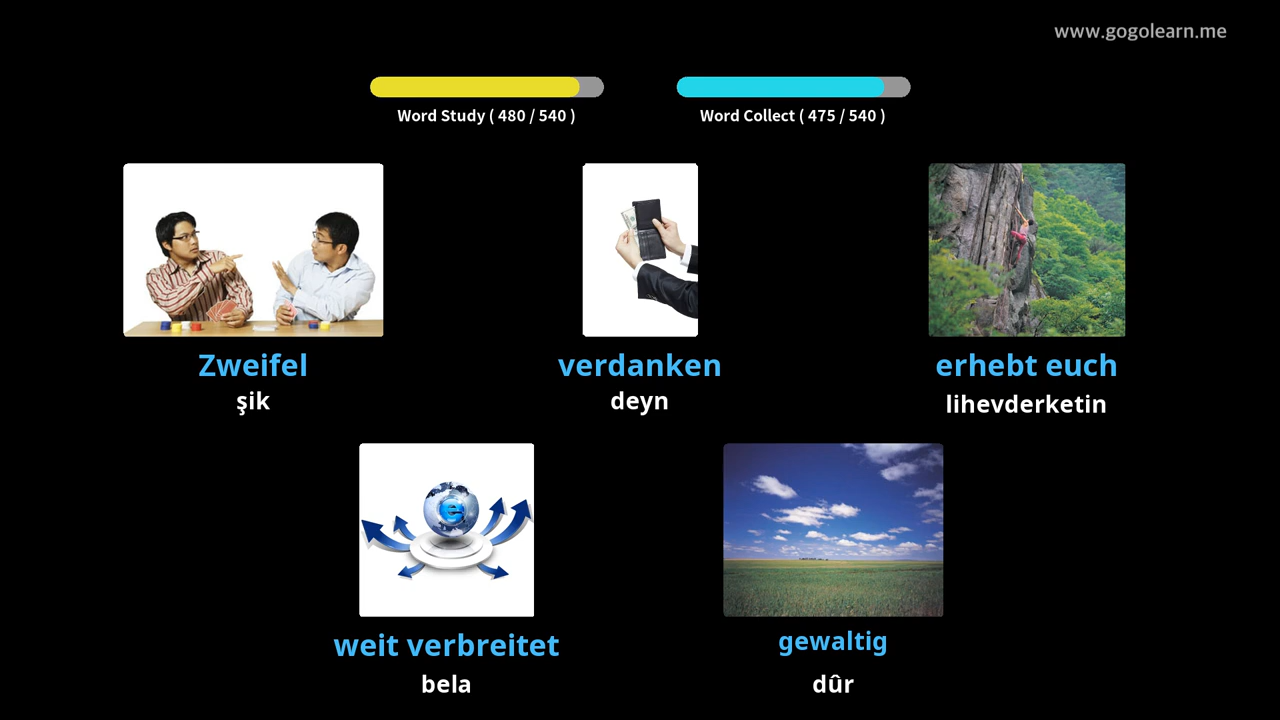 www.gogolearn.me
Word Study ( 480 / 540 )
Word Collect ( 475 / 540 )
Zweifel
şik
verdanken
deyn
erhebt euch
lihevderketin
e
weit verbreitet
bela
gewaltig
dûr